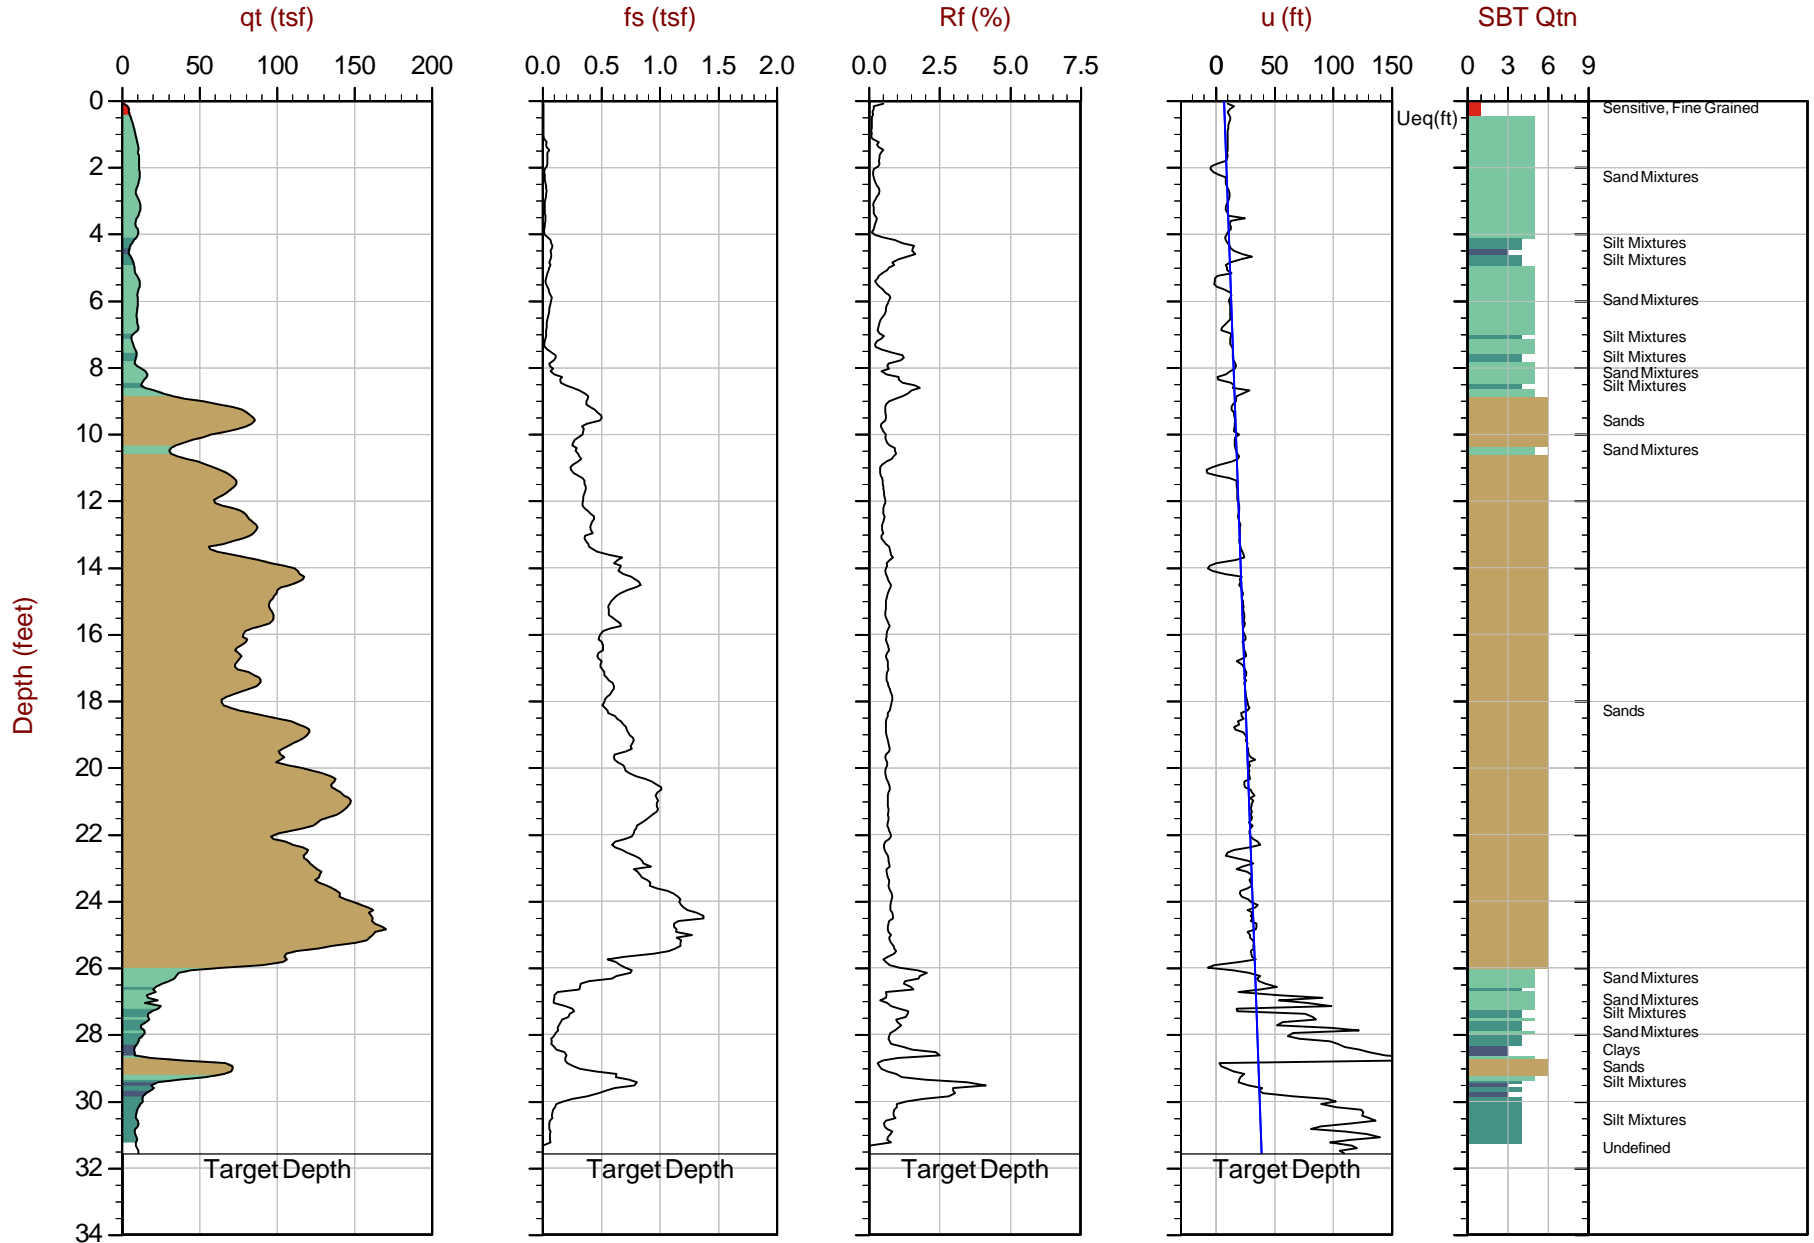 qt (tsf) fs (tsf) Rf (%) u (ft) SBT Qtn
0 50 100 150 200 0.0 0.5 1.0 1.5 2.0 0.0 2.5 5.0 7.5 0 50 100 150 0 3 6 9
0 Sensitive, Fine Grained
Ueq(ft)
2
Sand Mixtures
4
Silt Mixtures
Silt Mixtures
6 Sand Mixtures
Silt Mixtures
Silt Mixtures
8
Sand Mixtures
Silt Mixtures
Sands
10
Sand Mixtures
12
14
16
Depth (feet)
18
Sands
20
22
24
26
Sand Mixtures
Sand Mixtures
Silt Mixtures
28 Sand Mixtures
Clays
Sands
Silt Mixtures
30
Silt Mixtures
Undefined
32 Target Depth Target Depth Target Depth Target Depth
34